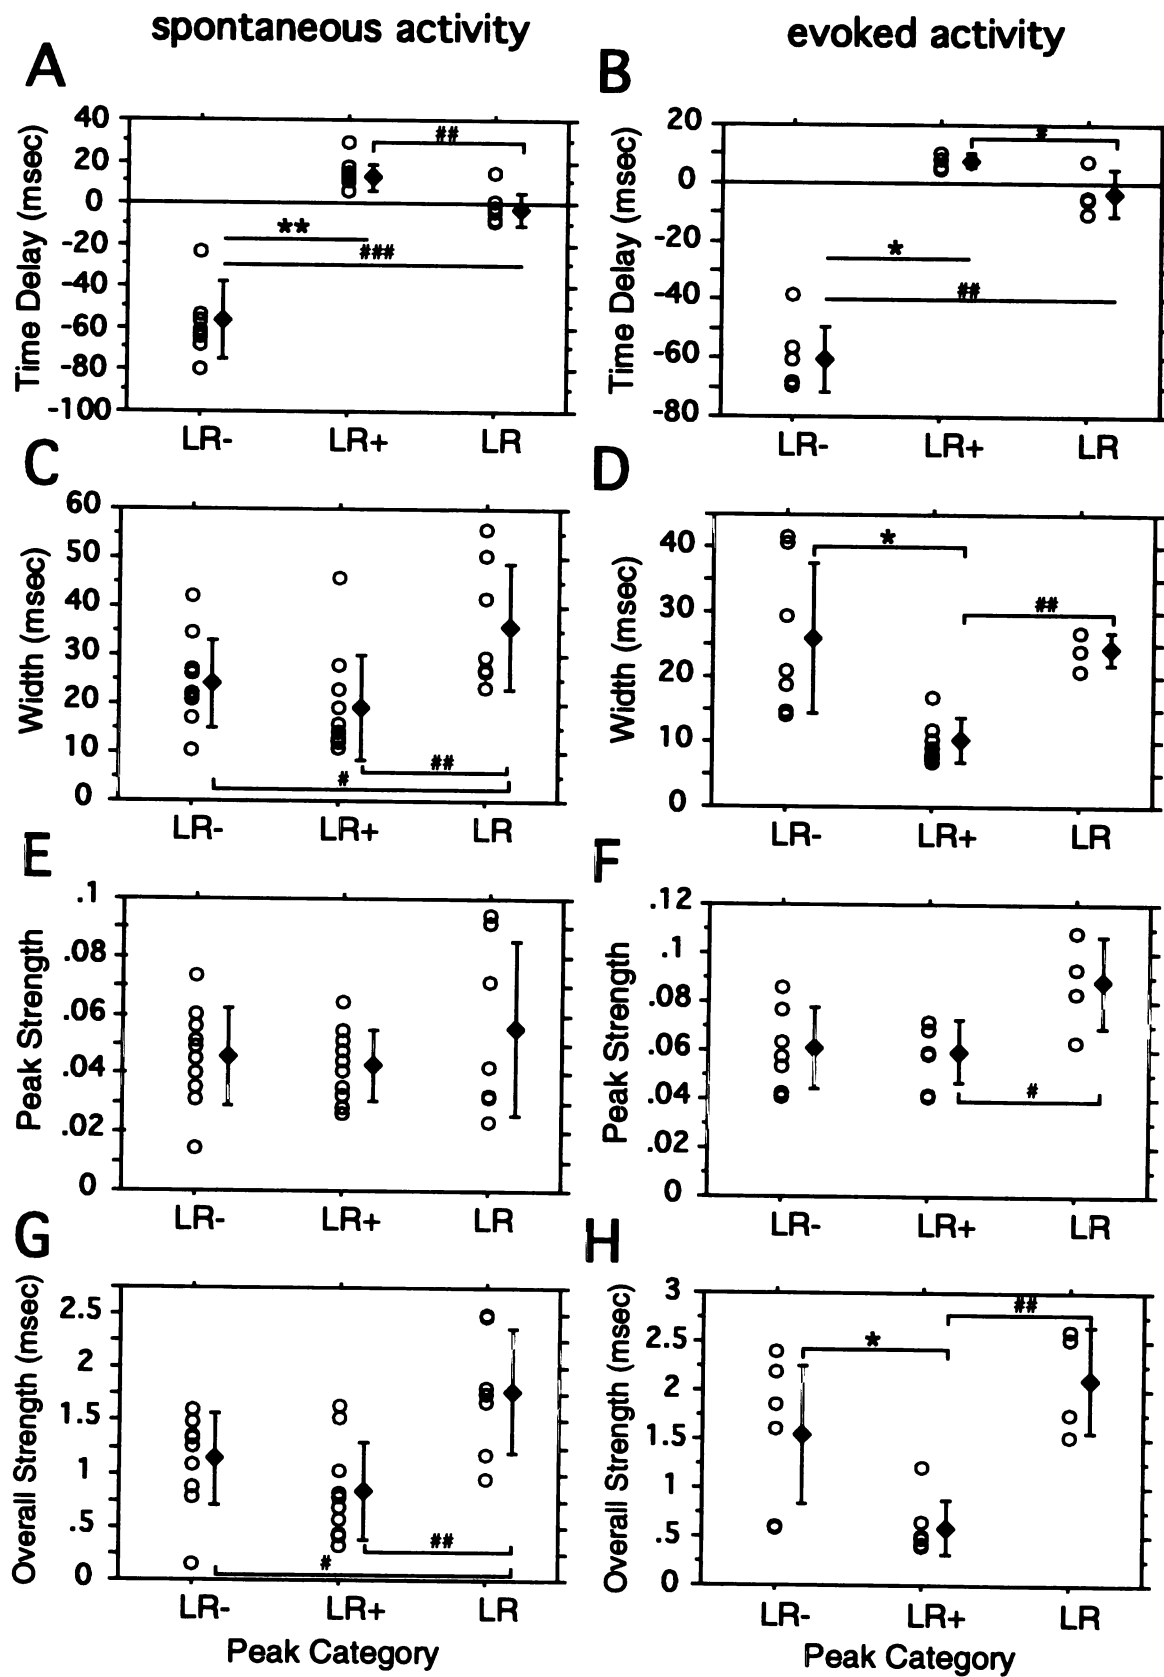 spontaneous activity
evoked activity
A
B
Time Delay (msec)
40
20
0
-20
-40
-60
-80
-100
##
**
###
LR- LR+ LR
Time Delay (msec)
20
0
-20
-40
-60
-80
#
*
##
LR- LR+ LR
C
D
Width (msec)
60
50
40
30
20
10
0
##
#
LR- LR+ LR
Width (msec)
40
30
20
10
0
*
##
LR- LR+ LR
E
F
Peak Strength
.1
.08
.06
.04
.02
0
LR- LR+ LR
Peak Strength
.12
.1
.08
.06
.04
.02
0
#
LR- LR+ LR
G
H
Overall Strength (msec)
2.5
2
1.5
1
.5
0
##
#
LR- LR+ LR
Peak Category
Overall Strength (msec)
3
2.5
2
1.5
1
.5
0
##
*
LR- LR+ LR
Peak Category